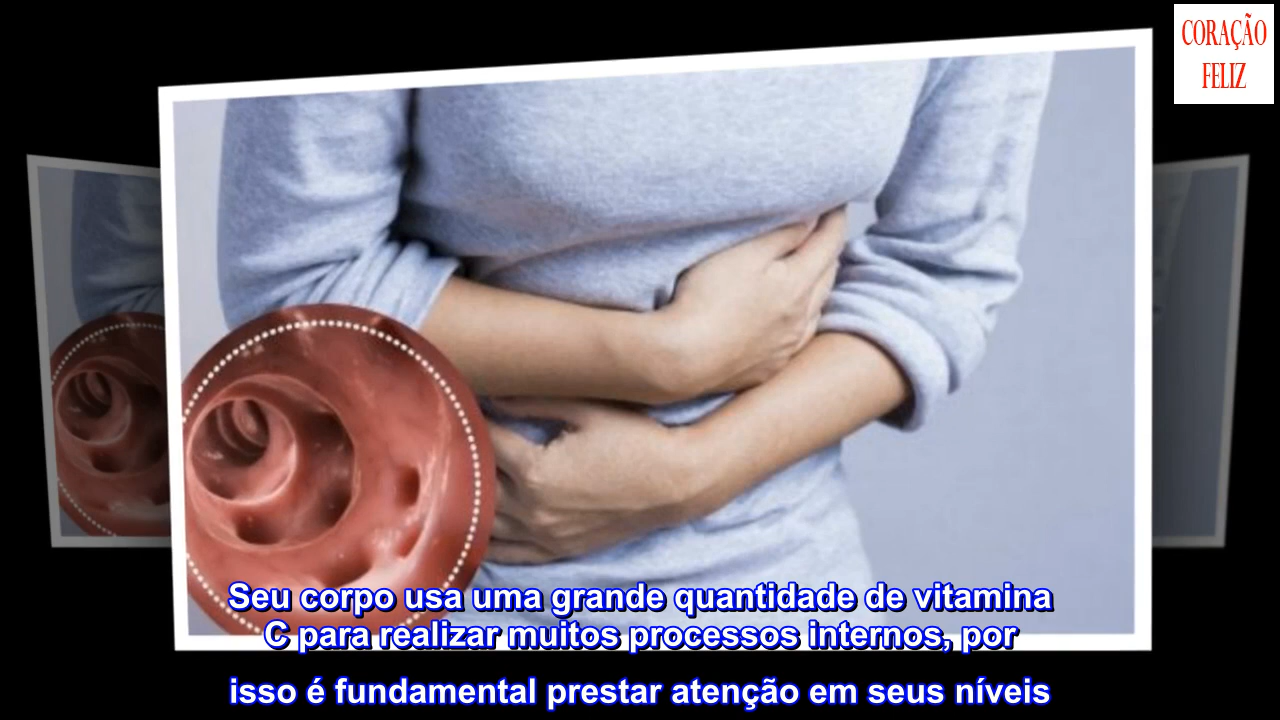 CORAÇÃO
FELIZ
Seu corpo usa uma grande quantidade de vitamina
C para realizar muitos processos internos, por
isso é fundamental prestar atenção em seus níveis